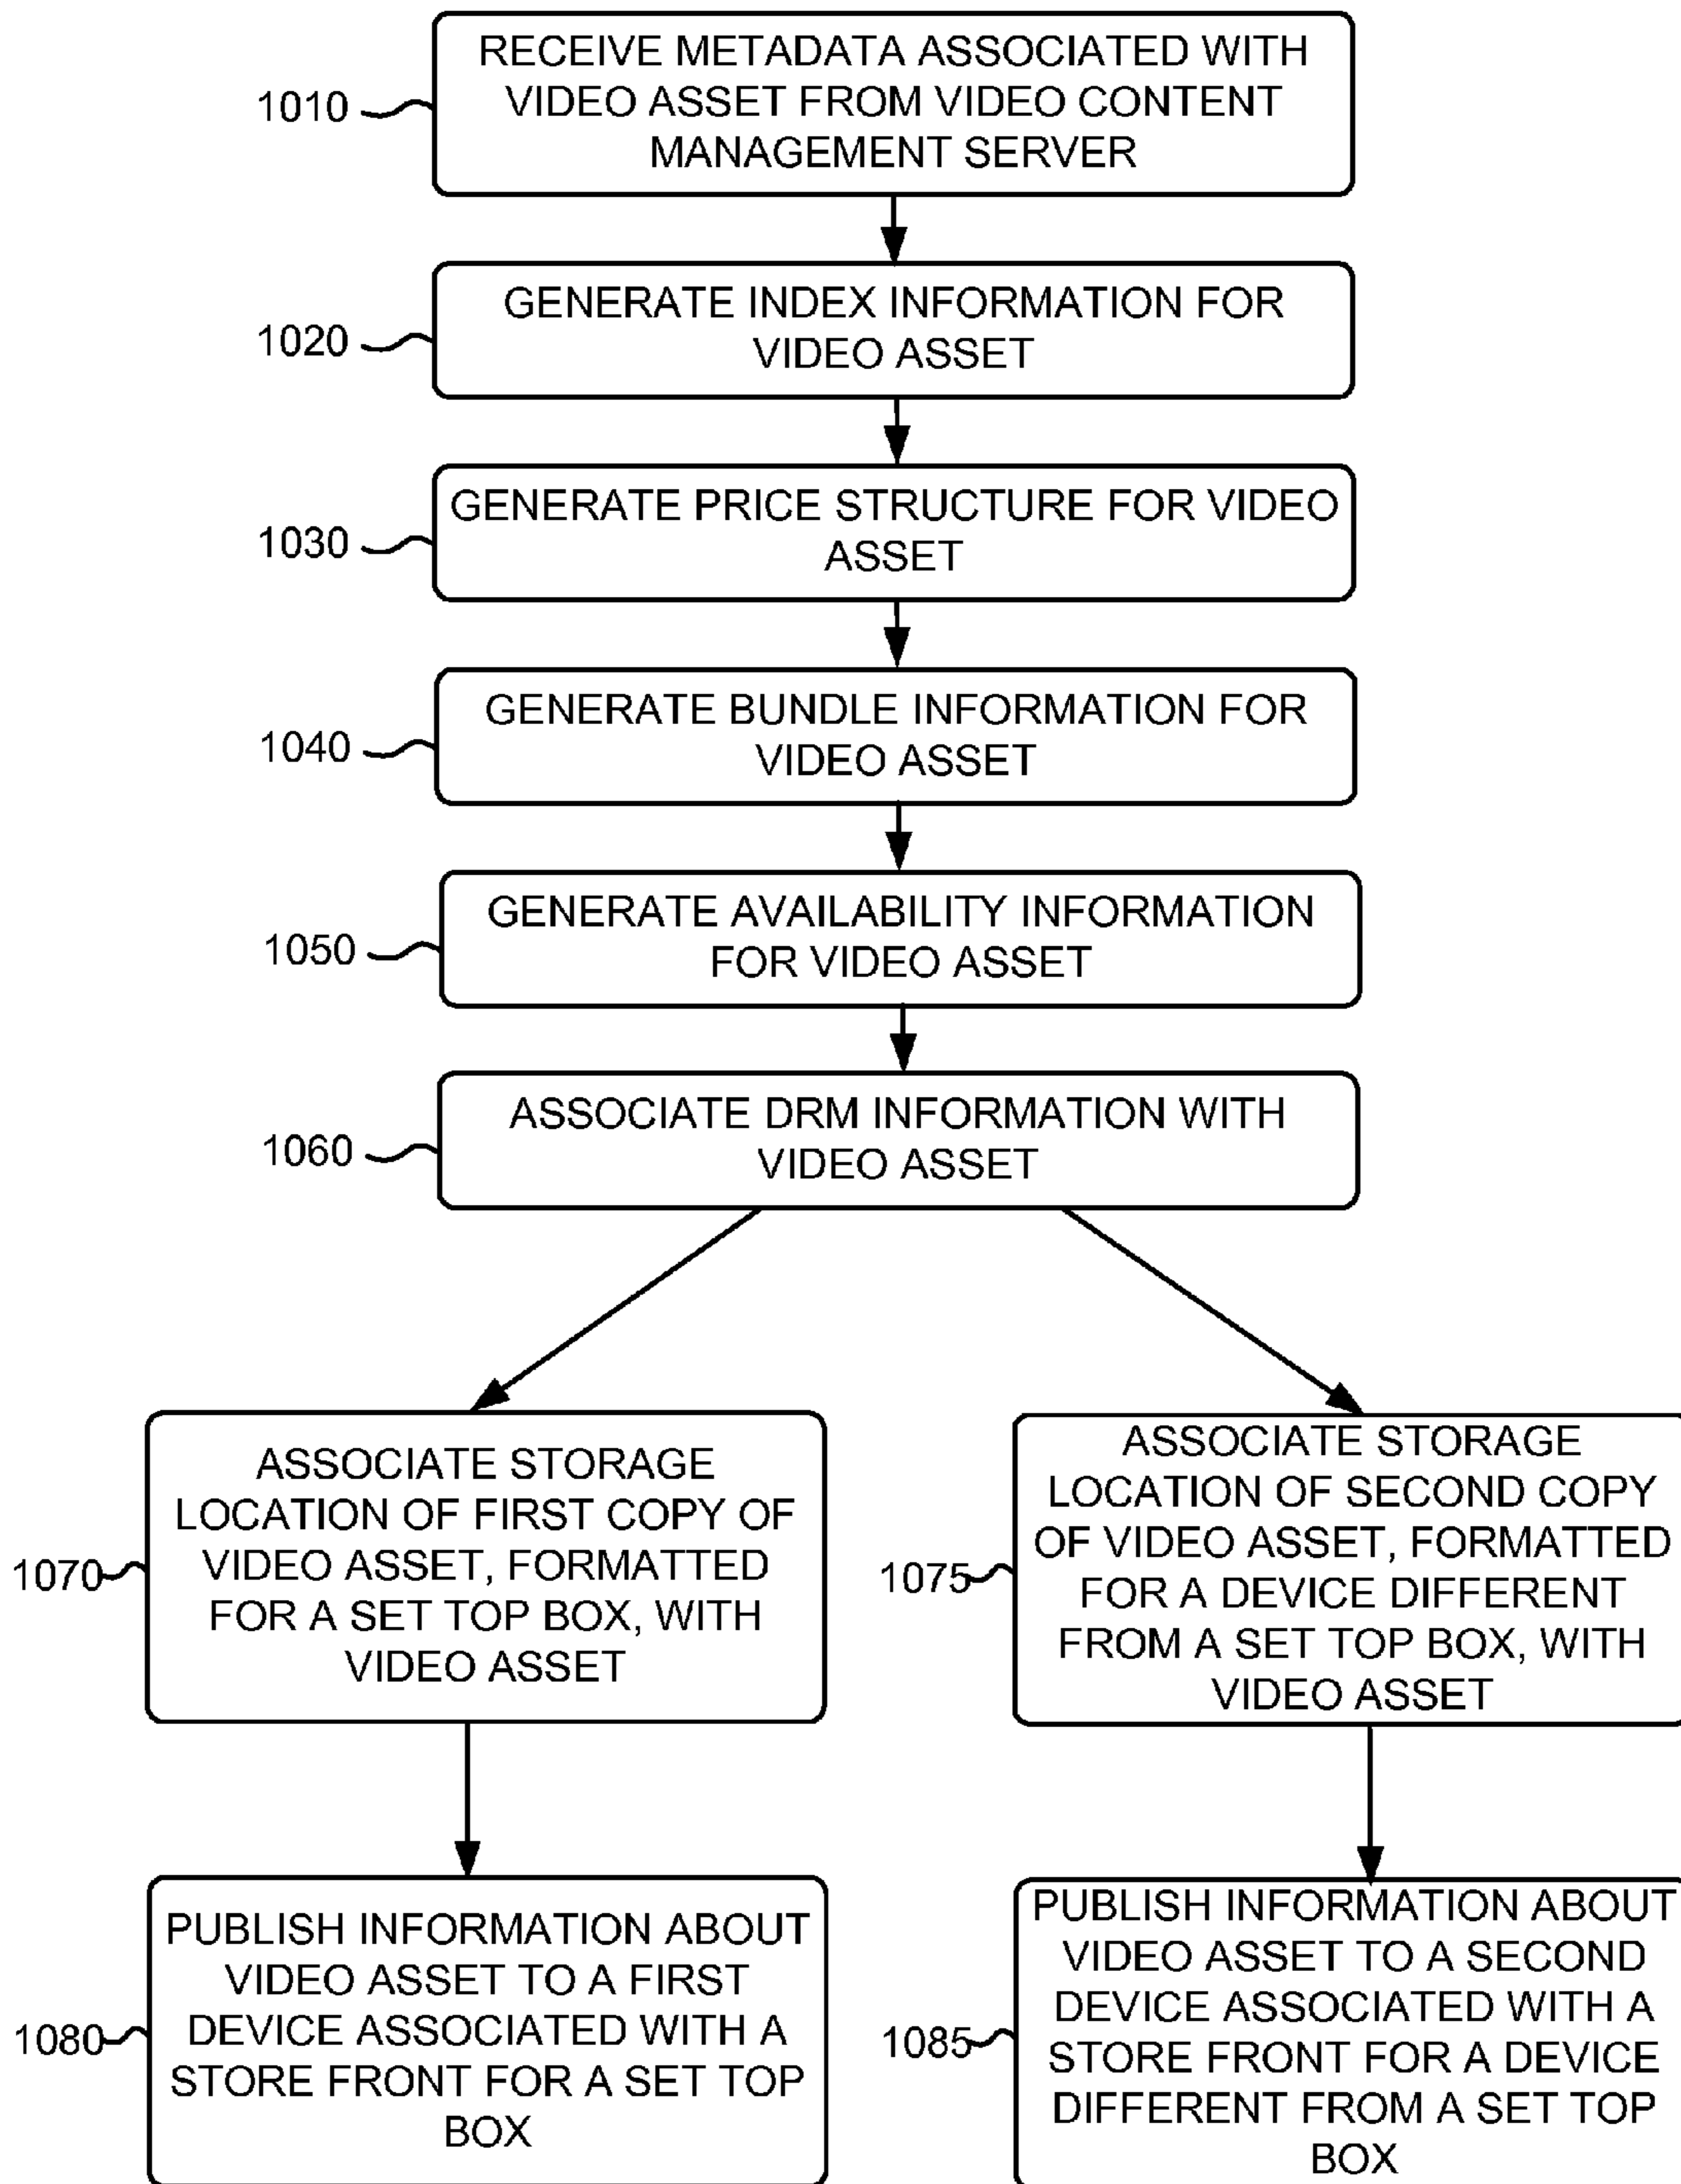 RECEIVE METADATA ASSOCIATED WITH
VIDEO ASSET FROM VIDEO CONTENT
MANAGEMENT SERVER
1010
GENERATE INDEX INFORMATION FOR
VIDEO ASSET
1020
GENERATE PRICE STRUCTURE FOR VIDEO
ASSET
1030
GENERATE BUNDLE INFORMATION FOR
VIDEO ASSET
1040
GENERATE AVAILABILITY INFORMATION
FOR VIDEO ASSET
1050
ASSOCIATE DRM INFORMATION WITH
VIDEO ASSET
1060
ASSOCIATE STORAGE
LOCATION OF FIRST COPY OF
VIDEO ASSET, FORMATTED
FOR A SET TOP BOX, WITH
VIDEO ASSET
1070
ASSOCIATE STORAGE
LOCATION OF SECOND COPY
OF VIDEO ASSET, FORMATTED
FOR A DEVICE DIFFERENT
FROM A SET TOP BOX, WITH
VIDEO ASSET
1075
PUBLISH INFORMATION ABOUT
VIDEO ASSET TO A FIRST
DEVICE ASSOCIATED WITH A
STORE FRONT FOR A SET TOP
BOX
1080
PUBLISH INFORMATION ABOUT
VIDEO ASSET TO A SECOND
DEVICE ASSOCIATED WITH A
STORE FRONT FOR A DEVICE
DIFFERENT FROM A SET TOP
BOX
1085